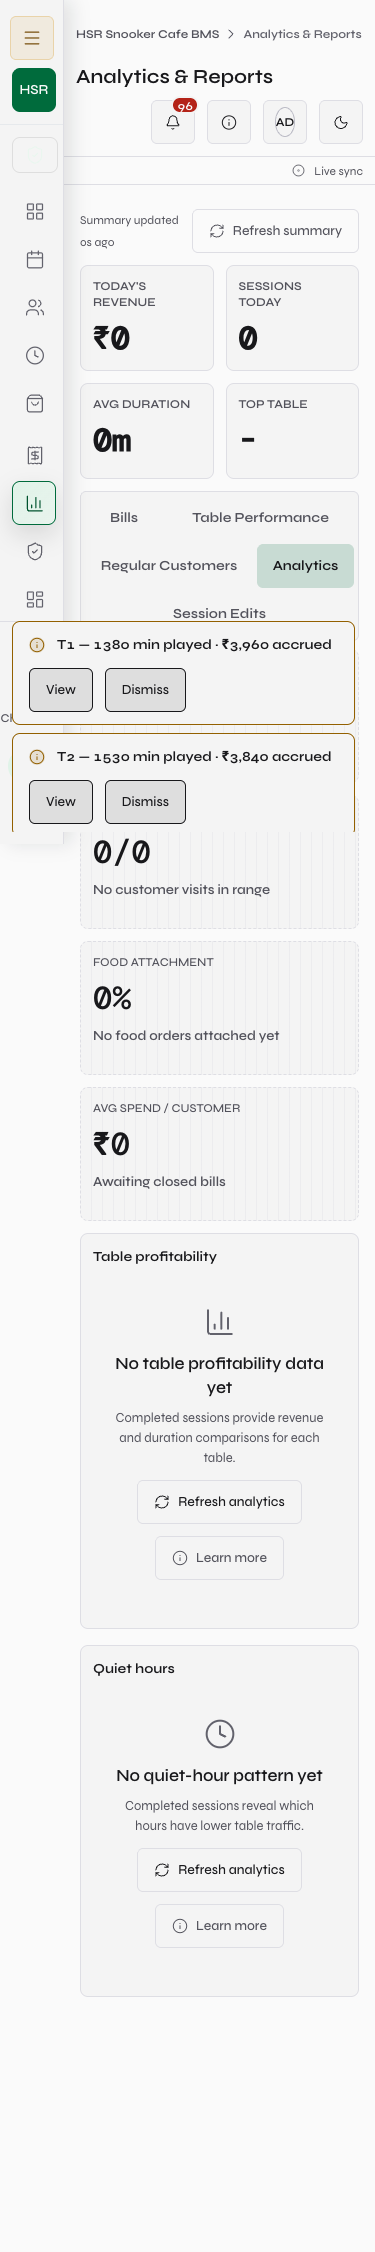 HSR Snooker Cafe BMS > Analytics & Reports
HSR
Analytics & Reports
96
AD
Live sync
Summary updated
0s ago
Refresh summary
TODAY'S
REVENUE
₹0
SESSIONS
TODAY
0
AVG DURATION
0m
TOP TABLE
-
Bills
Table Performance
Regular Customers
Analytics
Session Edits
T1 — 1380 min played · ₹3,960 accrued
View
Dismiss
T2 — 1530 min played · ₹3,840 accrued
View
Dismiss
0/0
No customer visits in range
FOOD ATTACHMENT
0%
No food orders attached yet
AVG SPEND / CUSTOMER
₹0
Awaiting closed bills
Table profitability
No table profitability data
yet
Completed sessions provide revenue
and duration comparisons for each
table.
Refresh analytics
Learn more
Quiet hours
No quiet-hour pattern yet
Completed sessions reveal which
hours have lower table traffic.
Refresh analytics
Learn more